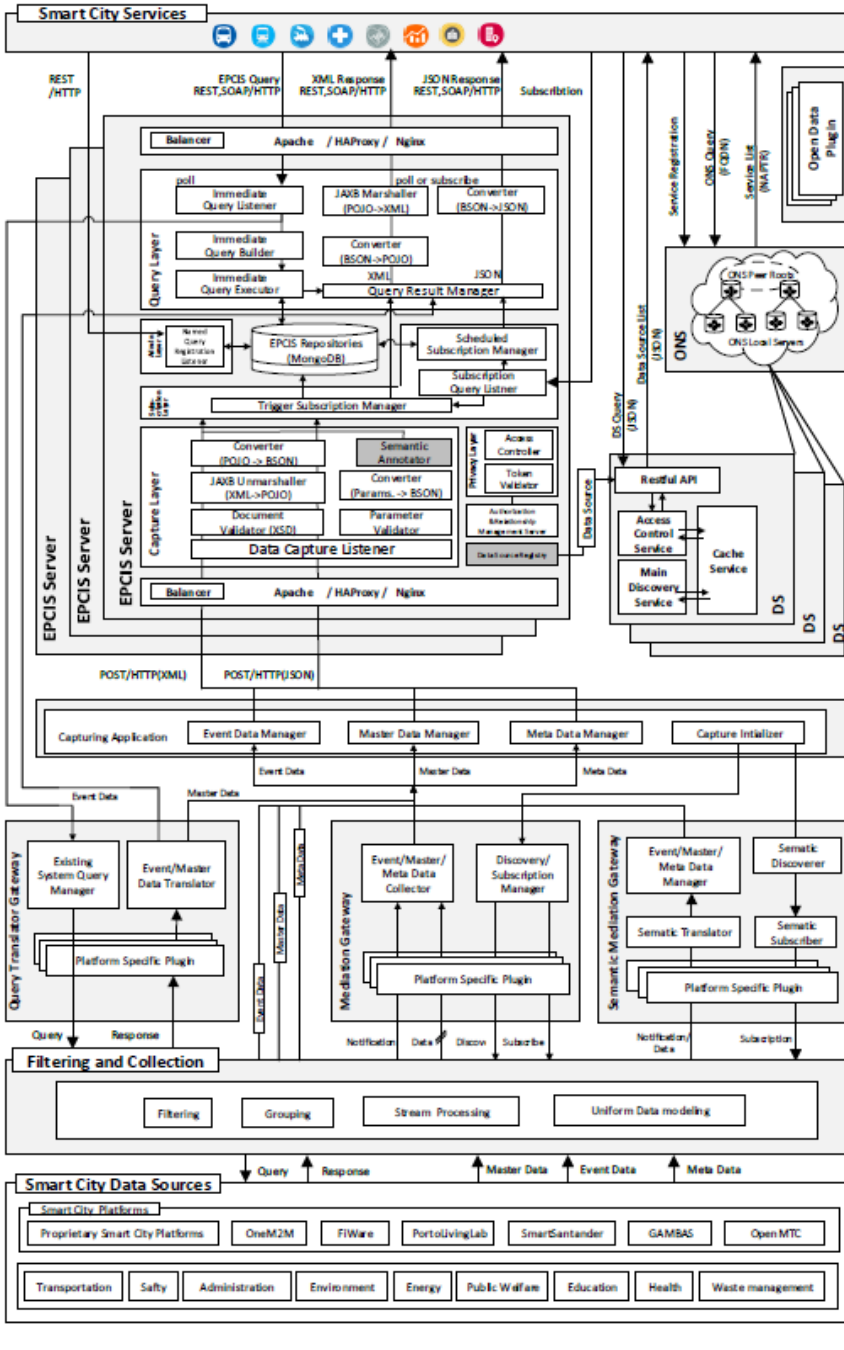 Smart City Services
REST
/HTTP
EPCIS Query
REST,SOAP/HTTP
XML Response
REST,SOAP/HTTP
JSON Response
REST,SOAP/HTTP
Subscribtion
Service Registration
ONS Query
(FQDN)
Service List
(NAPTR)
Open Data
Plugin
Balancer
Apache / HAProxy / Nginx
poll
poll or subscribe
Immediate
Query Listener
JAXB Marshaller
(POJO->XML)
Converter
(BSON->JSON)
Immediate
Query Builder
Converter
(BSON->POJO)
Immediate
Query Executor
XML
JSON
Query Result Manager
Query Layer
Named
Query
Registration
Listener
EPCIS Repositories
(MongoDB)
Scheduled
Subscription Manager
Subscription
Query Listner
Trigger Subscription Manager
ONS Peer Roots
ONS Local Servers
ONS
Data Source List
(JSON)
DS Query
(JSON)
Capture Layer
Converter
(POJO -> BSON)
Semantic
Annotator
JAXB Unmarshaller
(XML->POJO)
Converter
(Params. -> BSON)
Document
Validator (XSD)
Parameter
Validator
Data Capture Listener
Privacy Layer
Access
Controller
Token
Validator
Authorization
& Relationship
Management Server
Data Source Registry
Data Source
Restful API
Access
Control
Service
Main
Discovery
Service
Cache
Service
DS
DS
DS
Balancer
Apache / HAProxy / Nginx
EPCIS Server
EPCIS Server
EPCIS Server
POST/HTTP(XML)
POST/HTTP(JSON)
Capturing Application
Event Data Manager
Master Data Manager
Meta Data Manager
Capture Intializer
Event Data
Master Data
Meta Data
Event Data
Master Data
Query Translator Gateway
Existing
System Query
Manager
Event/Master
Data Translator
Platform Specific Plugin
Event Data
Master Data
Meta Data
Mediation Gateway
Event/Master/
Meta Data
Collector
Discovery/
Subscription
Manager
Platform Specific Plugin
Semantic Mediation Gateway
Event/Master/
Meta Data
Manager
Sematic
Discoverer
Sematic Translator
Sematic
Subscriber
Platform Specific Plugin
Query
Response
Notification
Data
Discov
Subscribe
Notification/
Data
Subscription
Filtering and Collection
Filtering
Grouping
Stream Processing
Uniform Data modeling
Query
Response
Master Data
Event Data
Meta Data
Smart City Data Sources
Smart City Platforms
Proprietary Smart City Platforms
OneM2M
FiWare
PortoLivingLab
SmartSantander
GAMBAS
OpenMTC
Transportation
Safty
Administration
Environment
Energy
Public Welfare
Education
Health
Waste management